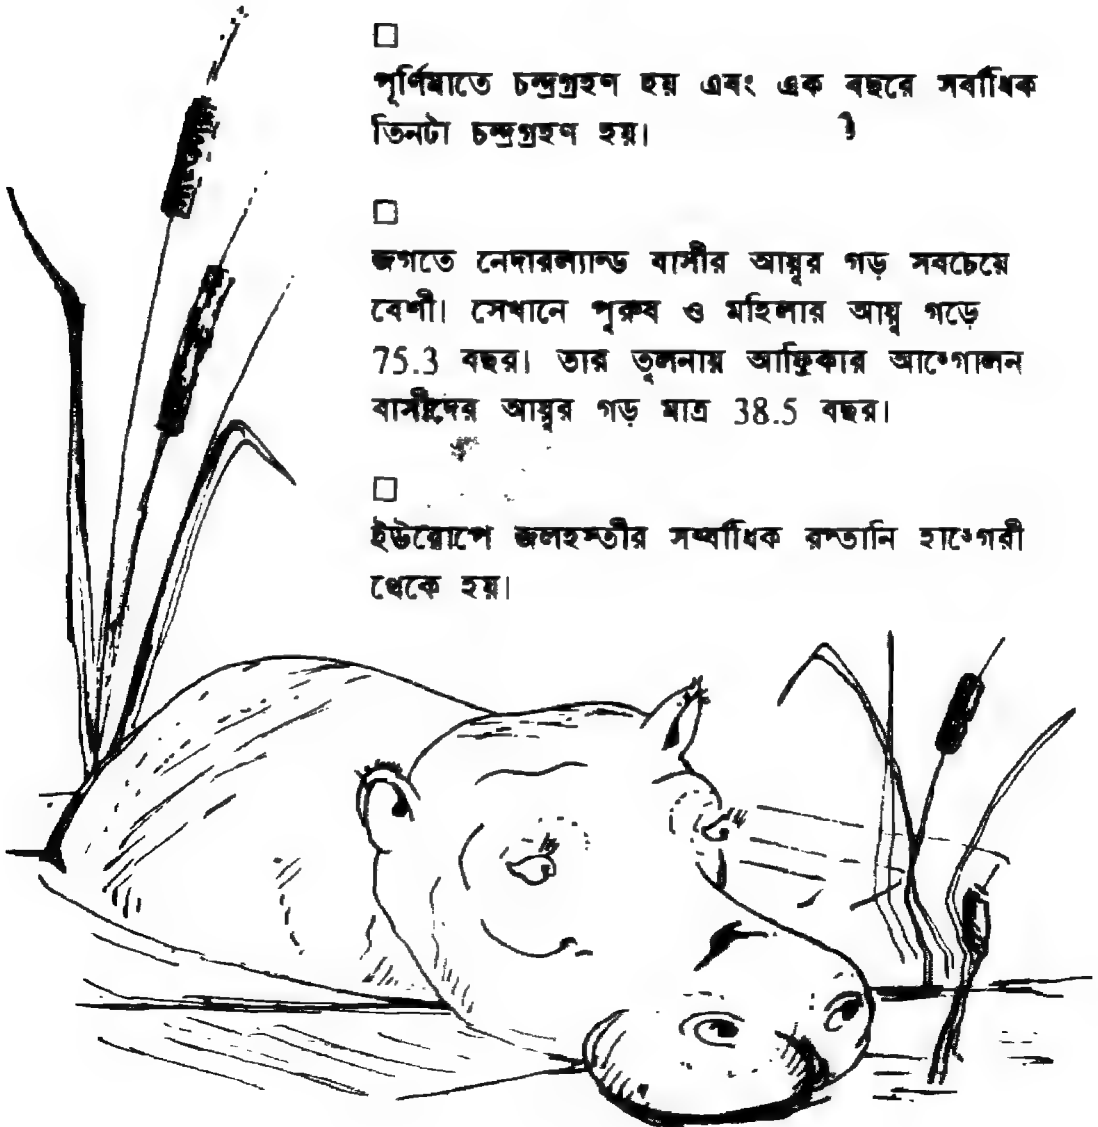 পূর্ণিমাতে চন্দ্রগ্রহণ হয় এবং এক বছরে সর্বাধিক
তিনটা চন্দ্রগ্রহণ হয়।
জগতে নেদারল্যান্ড বাসীর আয়ুর গড় সবচেয়ে
বেশী। সেখানে পুরুষ ও মহিলার আয়ু গড়ে
75.3 বছর। তার তুলনায় আফ্রিকার আঙ্গোলন
বাসীদের আয়ুর গড় মাত্র 38.5 বছর।
ইউরোপে জলহস্তীর সর্ব্বাধিক রপ্তানি হাঙ্গেরী
থেকে হয়।